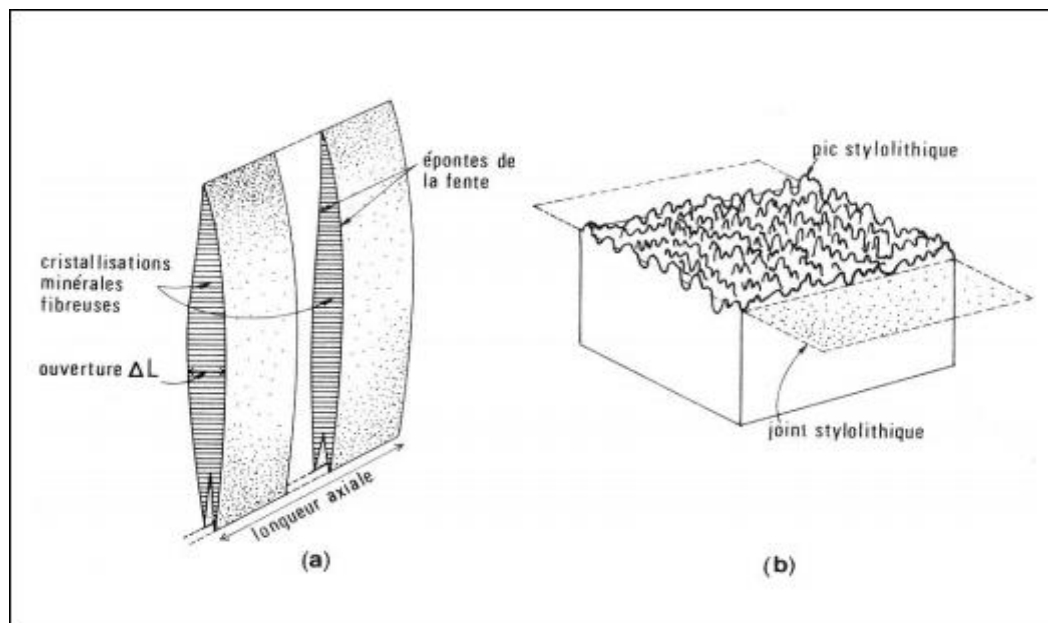 épontes de
la fente
cristallisations
minérales
fibreuses
ouverture ΔL
longueur axiale
(a)
pic stylolithique
joint stylolithique
(b)